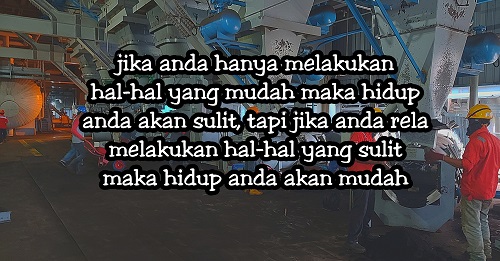 jika anda hanya melakukan
hal-hal yang mudah maka hidup
anda akan sulit, tapi jika anda rela
melakukan hal-hal yang sulit
maka hidup anda akan mudah